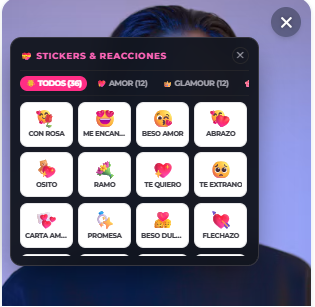 STICKERS & REACCIONES
TODOS (36) AMOR (12) GLAMOUR (12)
CON ROSA ME ENCAN... BESO AMOR ABRAZO
OSITO RAMO TE QUIERO TE EXTRANO
CARTA AM... PROMESA BESO DUL... FLECHAZO